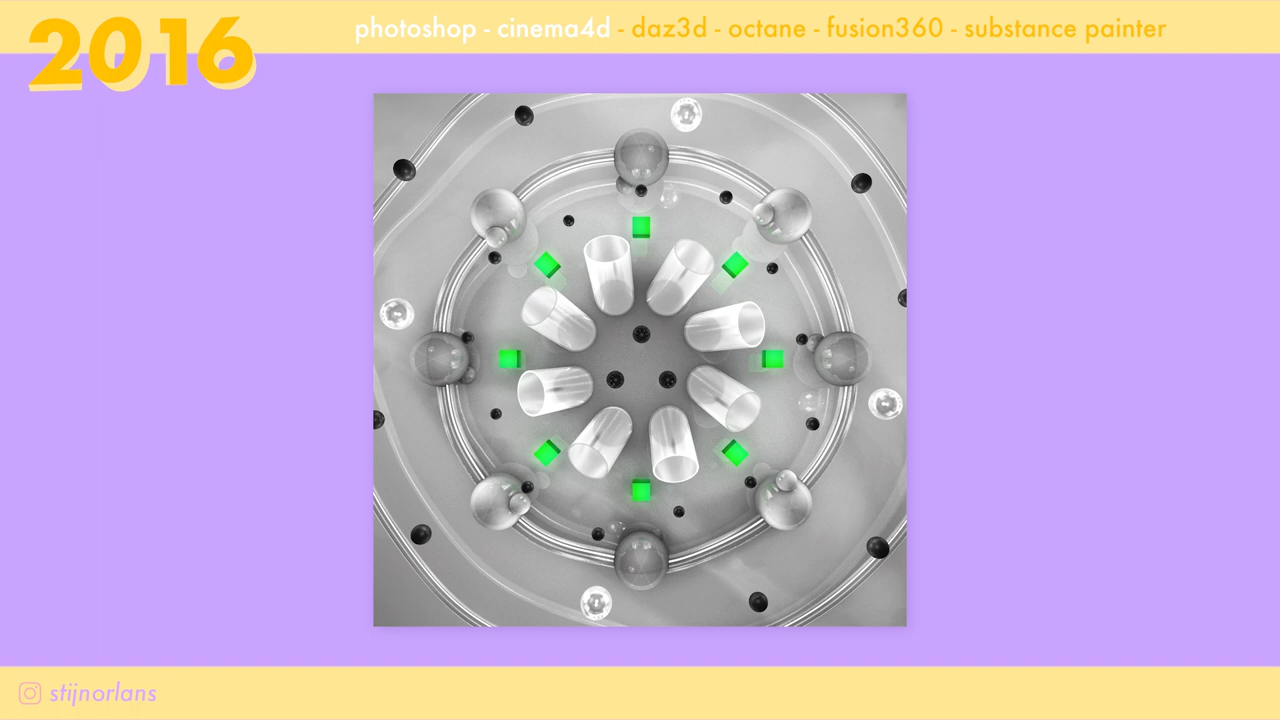 2016
photoshop - cinema4d - daz3d - octane - fusion360 - substance painter
stijnorlans